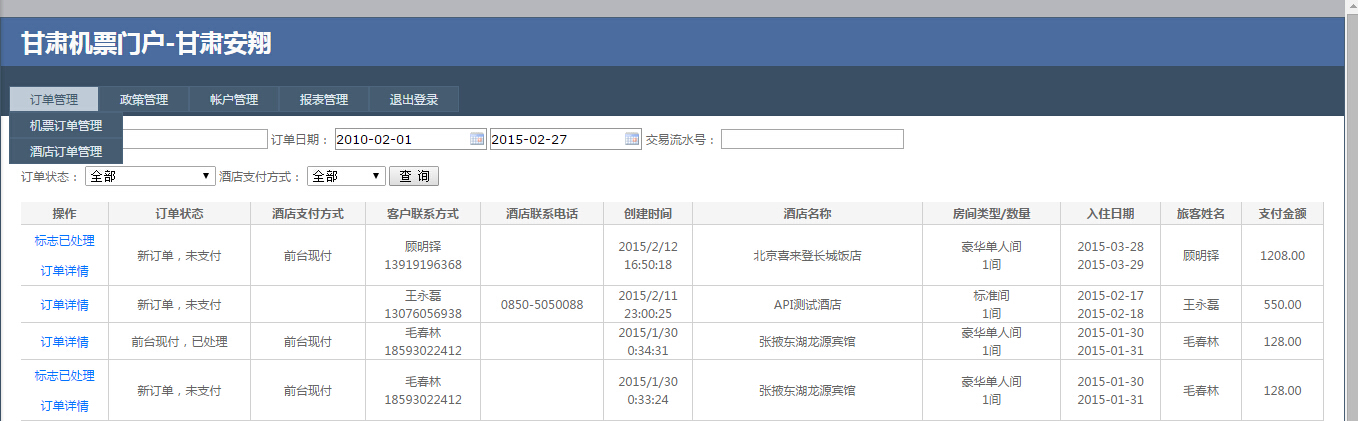 甘肃机票门户-甘肃安翔
订单管理 政策管理 帐户管理 报表管理 退出登录
机票订单管理
酒店订单管理
订单日期： 2010-02-01 2015-02-27 交易流水号：
订单状态： 全部 酒店支付方式： 全部 查 询
操作 订单状态 酒店支付方式 客户联系方式 酒店联系电话 创建时间 酒店名称 房间类型/数量 入住日期 旅客姓名 支付金额
标志已处理
订单详情
新订单，未支付 前台现付
顾明铎
13919196368
2015/2/12
16:50:18
北京喜来登长城饭店
豪华单人间
1间
2015-03-28
2015-03-29
顾明铎 1208.00
订单详情 新订单，未支付
王永磊
13076056938
0850-5050088
2015/2/11
23:00:25
API测试酒店
标准间
1间
2015-02-17
2015-02-18
王永磊 550.00
订单详情 前台现付，已处理 前台现付
毛春林
18593022412
2015/1/30
0:34:31
张掖东湖龙源宾馆
豪华单人间
1间
2015-01-30
2015-01-31
毛春林 128.00
标志已处理
订单详情
新订单，未支付 前台现付
毛春林
18593022412
2015/1/30
0:33:24
张掖东湖龙源宾馆
豪华单人间
1间
2015-01-30
2015-01-31
毛春林 128.00